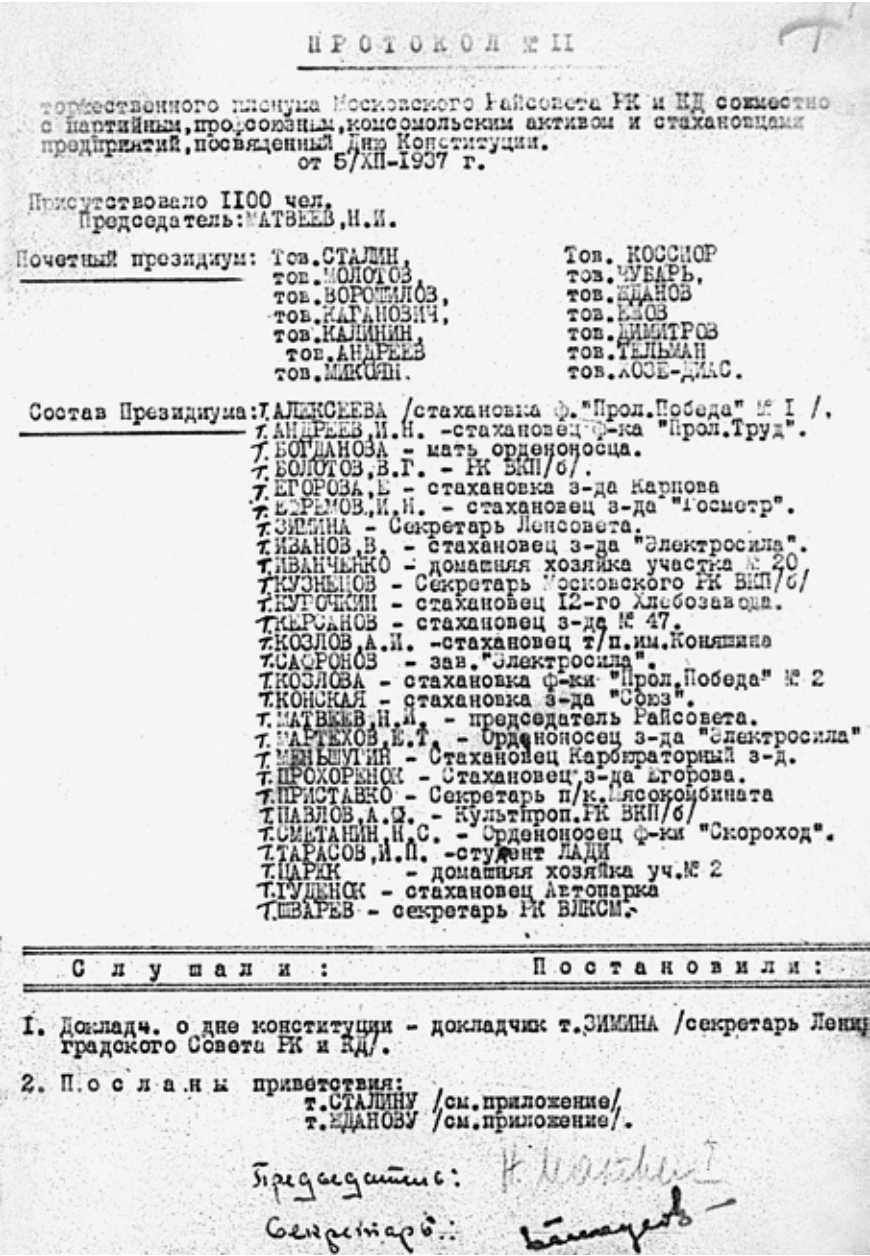 ПРОТОКОЛ № II
торжественного пленума Московского Райсовета РК и КД совместно
с партийным,профсоюзным,комсомольским активом и стахановцами
предприятий,посвященный Дню Конституции.
от 5/XII-1937 г.
Присутствовало II00 чел.
Председатель:МАТВЕЕВ,Н.И.
Почетный президиум: Тов.СТАЛИН, Тов. КОССИОР
тов.МОЛОТОВ, тов.ЧУБАРЬ,
тов.ВОРОШИЛОВ, тов.ЖДАНОВ
тов.КАГАНОВИЧ, тов.ЕЖОВ
тов.КАЛИНИН, тов.ДИМИТРОВ
тов.АНДРЕЕВ тов.ТЕЛЬМАН
тов.МИКОЯН. тов.ХОЗЕ-ДИАС.
Состав Президиума:Т.АЛЕКСЕЕВА /стахановка ф."Прол.Победа" № I /.
Т.АНДРЕЕВ,И.Н. -стахановец ф-ка "Прол.Труд".
Т.БОГДАНОВА - мать орденоносца.
Т.БОЛОТОВ,В.Г. - РК ВКП/б/.
Т.ЕГОРОВА,Е - стахановка з-да Карпова
Т.ЕФРЕМОВ,И.И. - стахановец з-да "Госметр".
Т.ЗИМИНА - Секретарь Ленсовета.
Т.ИВАНОВ,В. - стахановец з-да "Электросила".
Т.ИВАНЧЕНКО - домашняя хозяйка участка № 20,
Т.КУЗНЕЦОВ - Секретарь Московского РК ВКП/б/
Т.КУРОЧКИН - стахановец I2-го Хлебозавода.
Т.КЕРСАНОВ - стахановец з-да № 47.
Т.КОЗЛОВ,А.И. -стахановец т/п.им.Коняшина
Т.САФРОНОВ - зав."Электросила".
Т.КОЗЛОВА - стахановка ф-ки "Прол.Победа" № 2
Т.КОНСКАЯ - стахановка з-да "Союз".
Т.МАТВЕЕВ,Н.И. - председатель Райсовета.
Т.МАРТЕХОВ,Е.Т. - Орденоносец з-да "Электросила"
Т.МЕНЬШУТИН - Стахановец Карбюраторный з-д.
Т.ПРОХОРЕНОК - Стахановец з-да Егорова.
Т.ПРИСТАВКО - Секретарь п/к.Мясокомбината
Т.ПАВЛОВ,А.Ф. - Культпроп.РК ВКП/б/
Т.СМЕТАНИН,Н.С. - Орденоносец ф-ки "Скороход".
Т.ТАРАСОВ,И.П. -студент ЛАДИ
Т.ЦАРЕК - домашняя хозяйка уч.№ 2
Т.ГУДЕНОК - стахановец Автопарка
Т.ШВАРЕВ - секретарь РК ВЛКСМ.-
Слушали: Постановили:
I. Докладч. о дне конституции - докладчик т.ЗИМИНА /секретарь Ленин
градского Совета РК и КД/.
2. Посланы приветствия:
т.СТАЛИНУ /см.приложение/
т.ЖДАНОВУ /см.приложение/.
Председатель:
Секретарь: